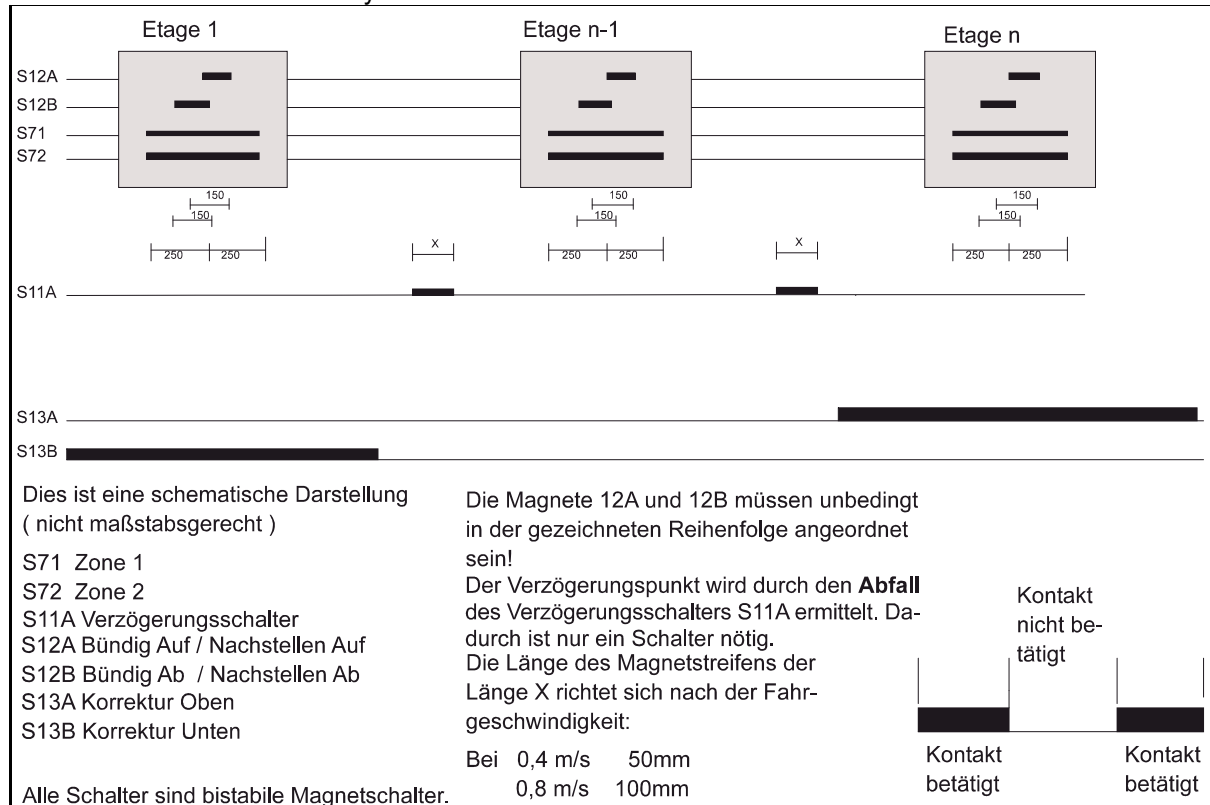 Etage 1
Etage n-1
Etage n
S12A
S12B
S71
S72
150
150
250 250
150
150
250 250
150
150
250 250
X
X
S11A
S13A
S13B
Dies ist eine schematische Darstellung
( nicht maßstabsgerecht )
S71 Zone 1
S72 Zone 2
S11A Verzögerungsschalter
S12A Bündig Auf / Nachstellen Auf
S12B Bündig Ab / Nachstellen Ab
S13A Korrektur Oben
S13B Korrektur Unten
Alle Schalter sind bistabile Magnetschalter.
Die Magnete 12A und 12B müssen unbedingt
in der gezeichneten Reihenfolge angeordnet
sein!
Der Verzögerungspunkt wird durch den Abfall
des Verzögerungsschalters S11A ermittelt. Da-
durch ist nur ein Schalter nötig.
Die Länge des Magnetstreifens der
Länge X richtet sich nach der Fahr-
geschwindigkeit:
Bei 0,4 m/s 50mm
0,8 m/s 100mm
Kontakt
nicht be-
tätigt
Kontakt
betätigt
Kontakt
betätigt